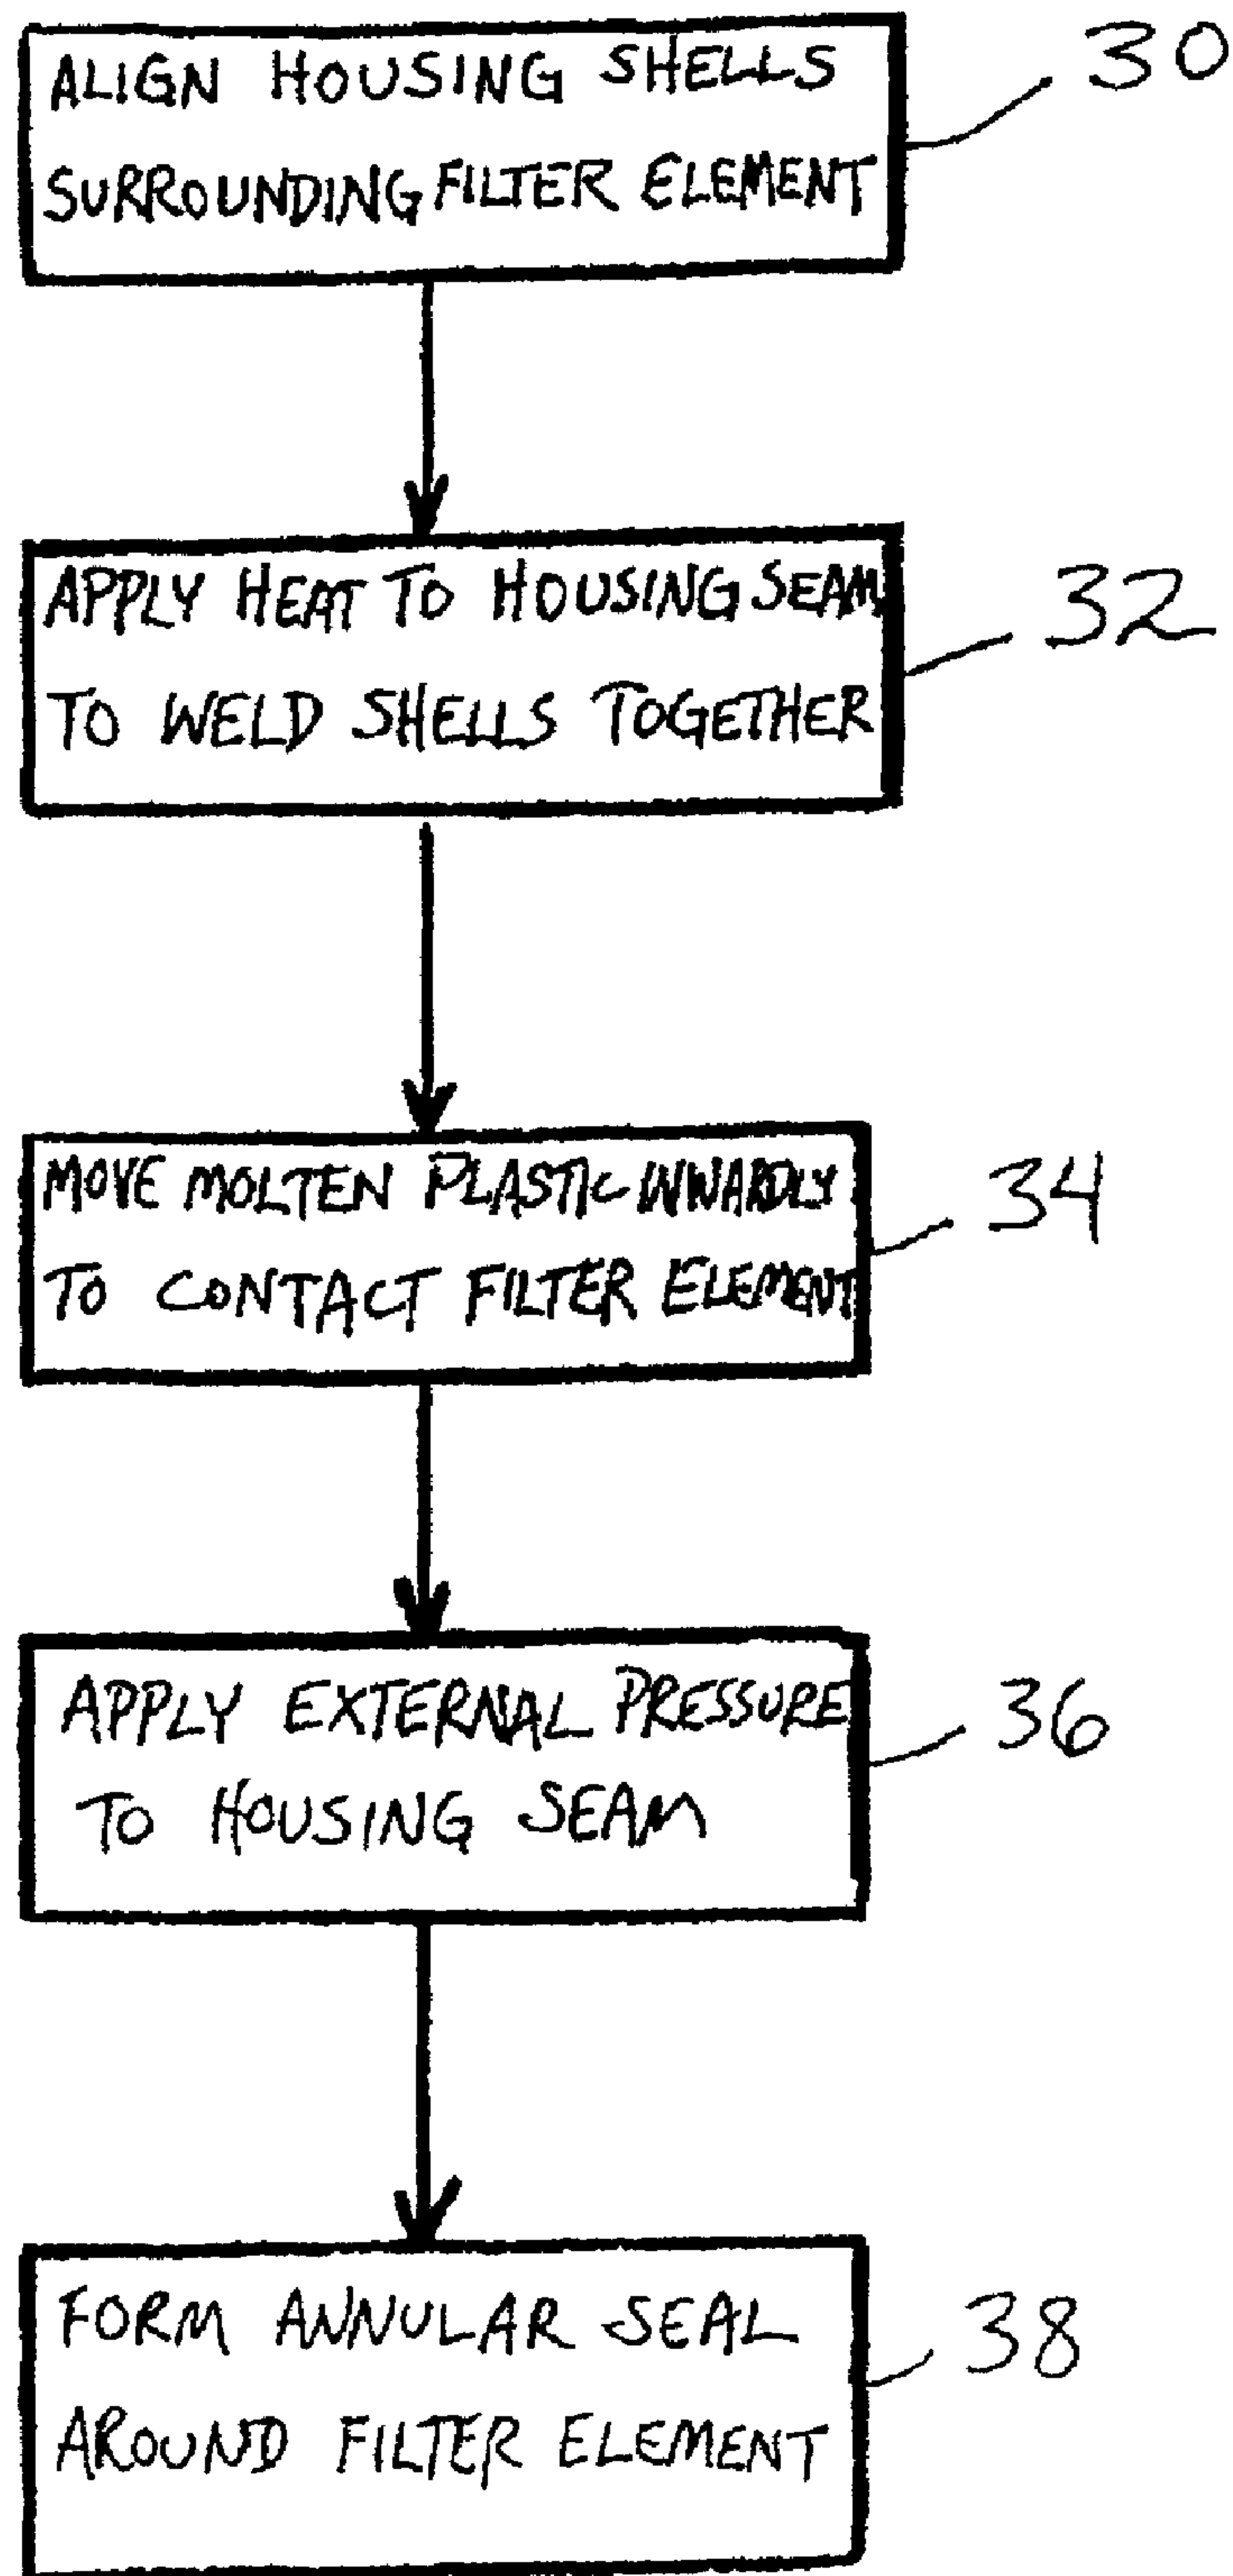 ALIGN HOUSING SHELLS
30
SURROUNDING FILTER ELEMENT
APPLY HEAT TO HOUSING SEAM
32
TO WELD SHELLS TOGETHER
MOVE MOLTEN PLASTIC INWARDLY
34
TO CONTACT FILTER ELEMENT
APPLY EXTERNAL PRESSURE
36
TO HOUSING SEAM
FORM ANNULAR SEAL
38
AROUND FILTER ELEMENT